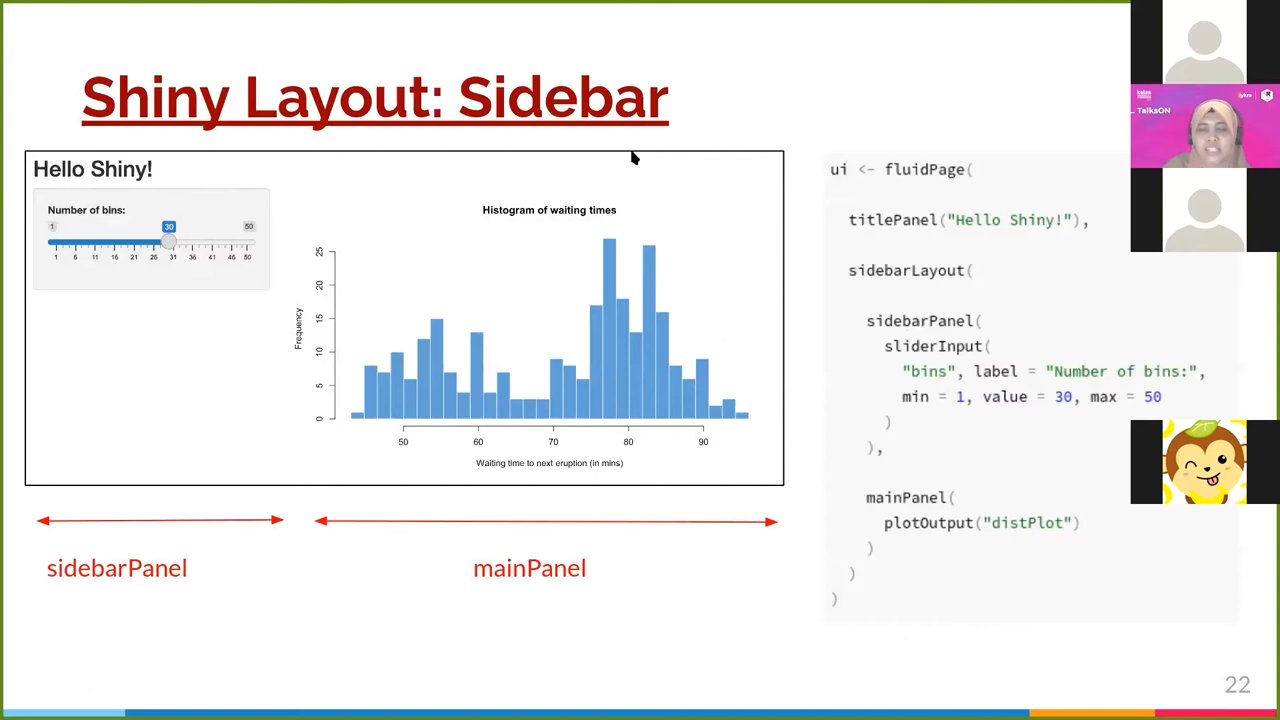 Shiny Layout: Sidebar
Hello Shiny!
Number of bins:
1 30 50
1 6 11 16 21 26 31 36 41 46 50
Histogram of waiting times
Frequency
25
20
15
10
5
0
50 60 70 80 90
Waiting time to next eruption (in mins)
sidebarPanel
mainPanel
ui <- fluidPage(
titlePanel("Hello Shiny!"),
sidebarLayout(
sidebarPanel(
sliderInput(
"bins", label = "Number of bins:",
min = 1, value = 30, max = 50
)
),
mainPanel(
plotOutput("distPlot")
)
)
)
TalksON
22